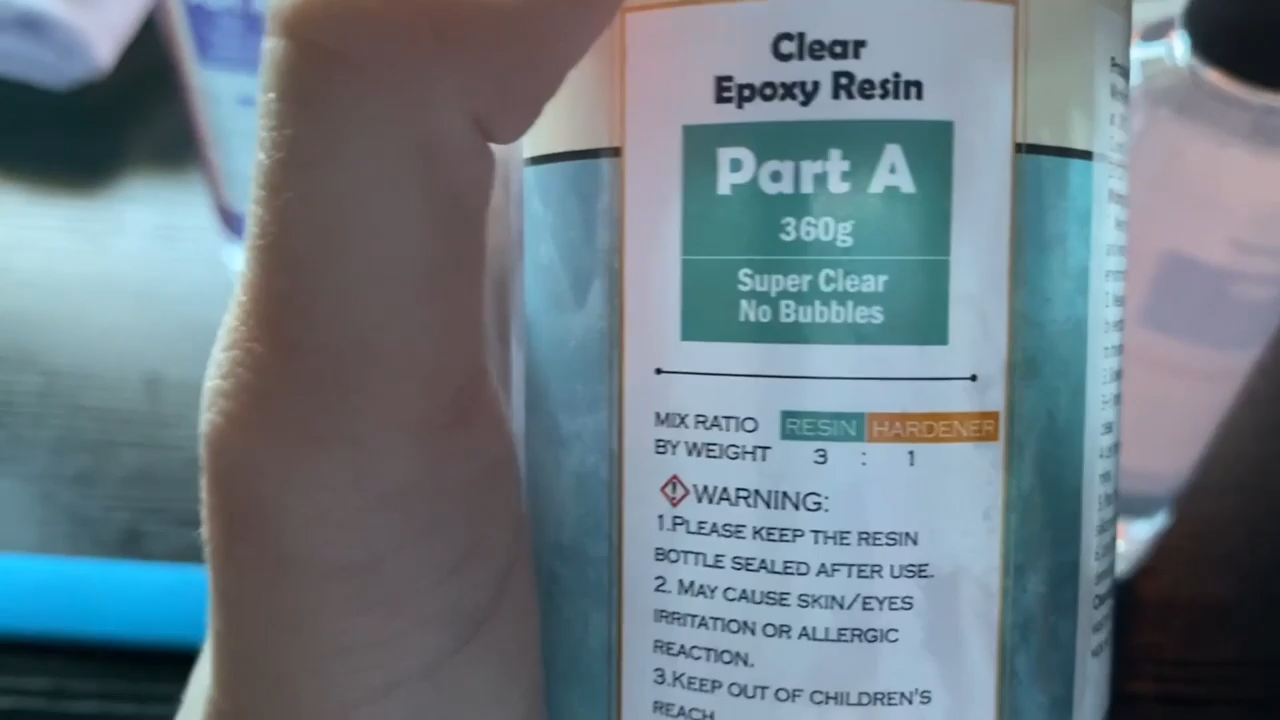 Clear
Epoxy Resin
Part A
360g
Super Clear
No Bubbles
MIX RATIO RESIN HARDENER
BY WEIGHT 3 : 1
WARNING:
1.PLEASE KEEP THE RESIN
BOTTLE SEALED AFTER USE.
2. MAY CAUSE SKIN/EYES
IRRITATION OR ALLERGIC
REACTION.
3.KEEP OUT OF CHILDREN'S
REACH